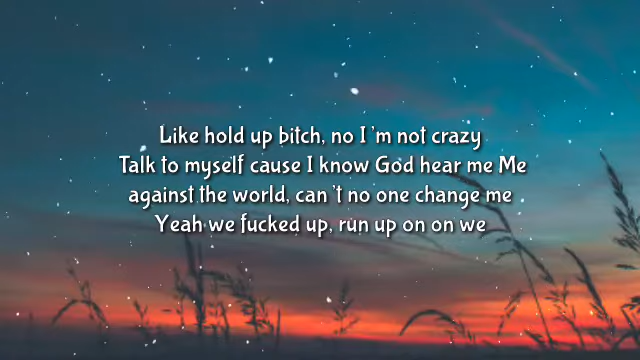 Like hold up bitch, no I'm not crazy
Talk to myself cause I know God hear me Me
against the world, can't no one change me
Yeah we fucked up, run up on on we